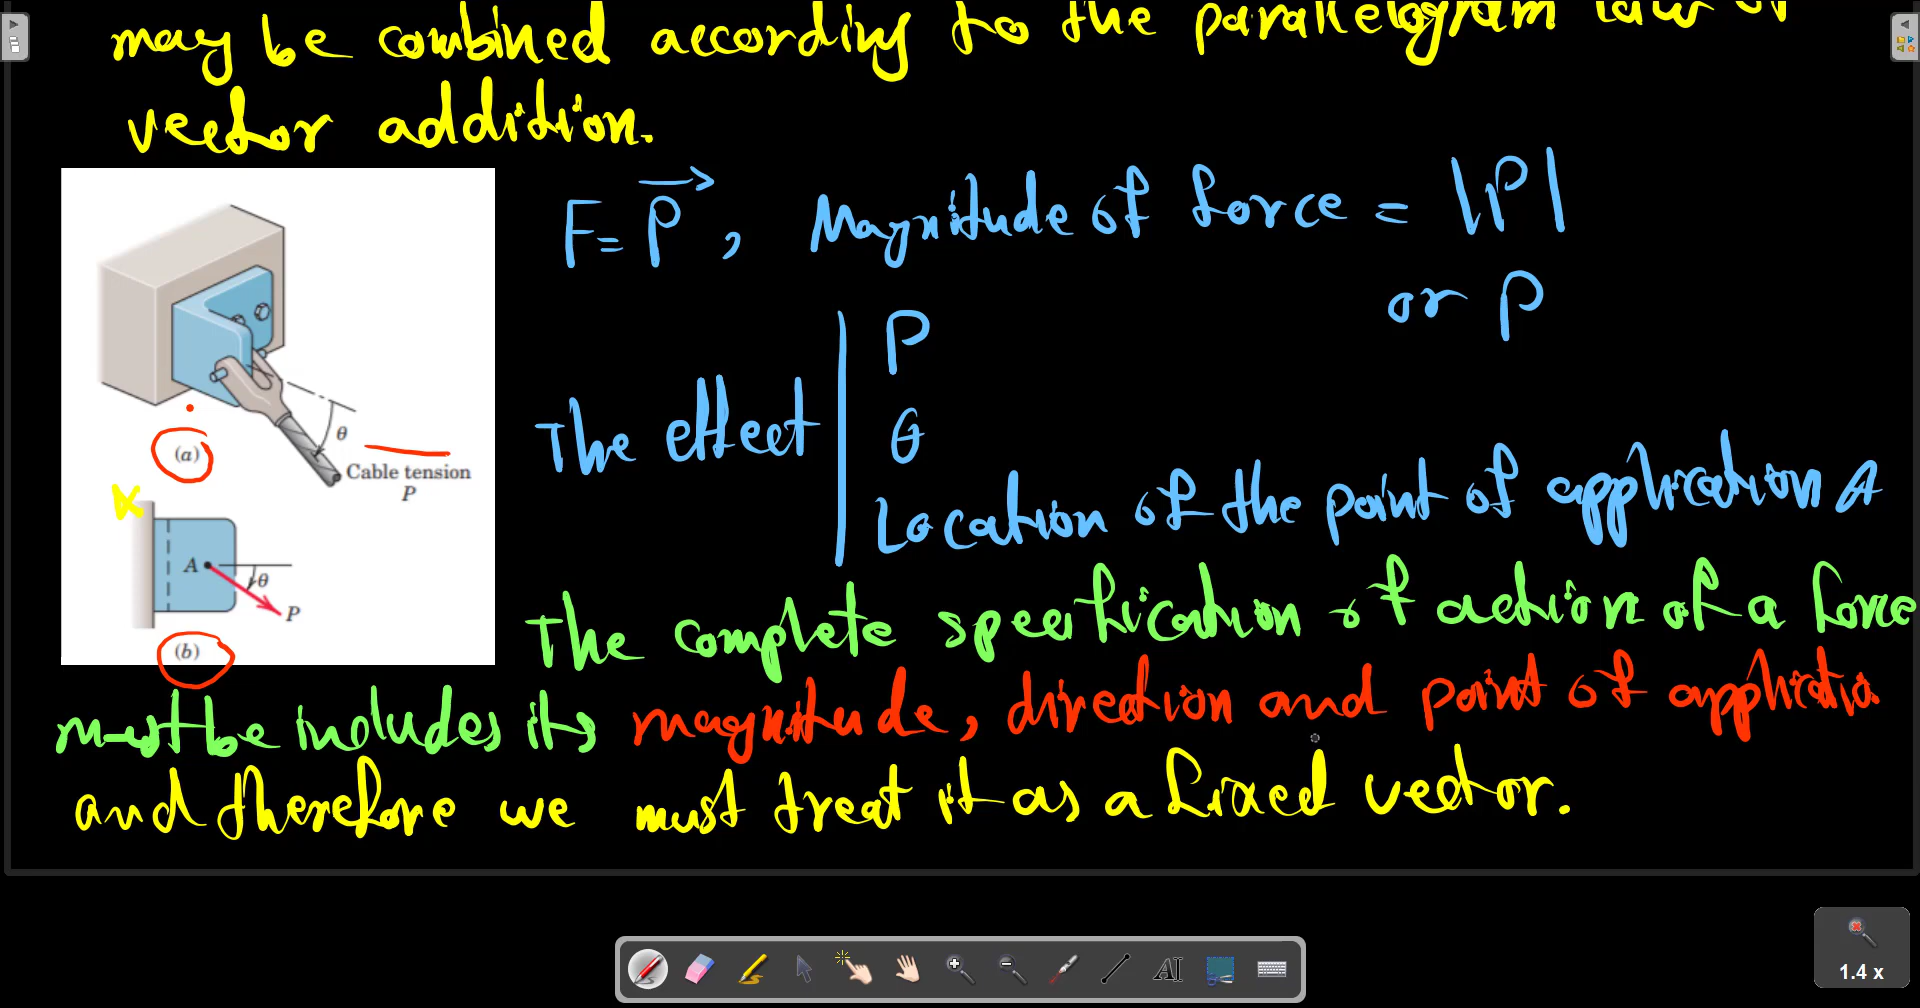 may be combined according to the parallelogram law of
vector addition.
F = P, Magnitude of force = |P|
or P
The effect
P
θ
Location of the point of application A
(a)
θ
Cable tension
P
A
θ
P
(b)
The complete specification of action of a force
must be includes its magnitude, direction and point of applicatio
and therefore we must treat it as a fixed vector.
AI
1.4 x